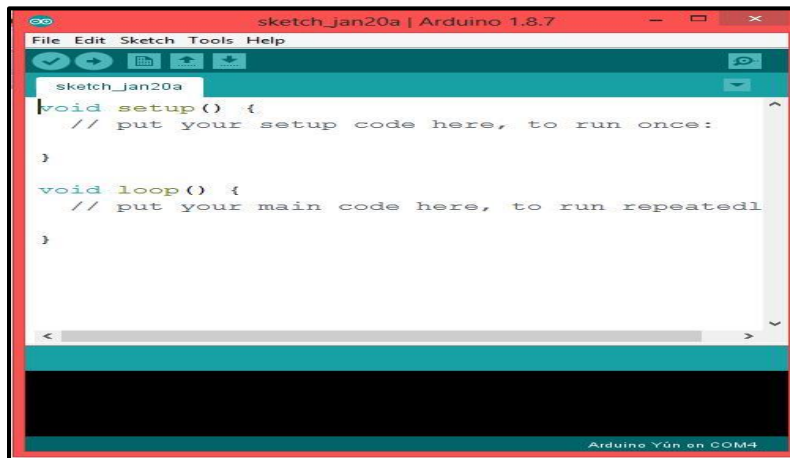 sketch_jan20a | Arduino 1.8.7
File Edit Sketch Tools Help
sketch_jan20a
void setup() {
// put your setup code here, to run once:
}
void loop() {
// put your main code here, to run repeatedl
}
Arduino Yún on COM4